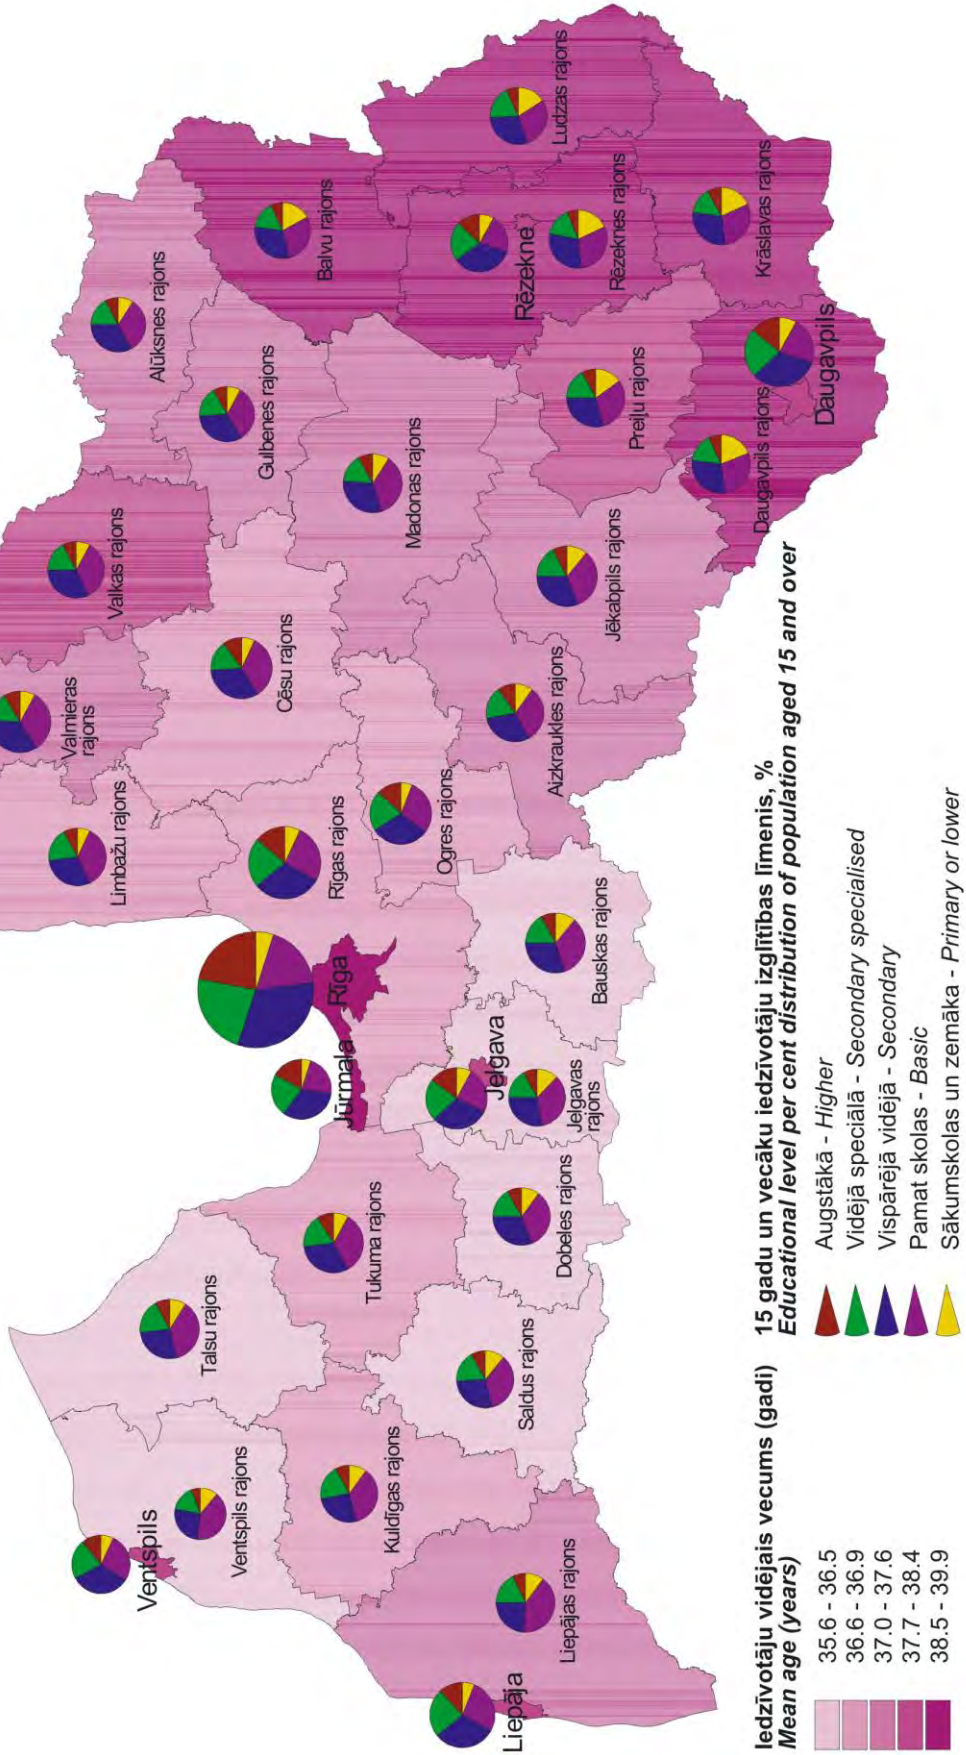 Ventspils
Ventspils rajons
Talsu rajons
Liepāja
Liepājas rajons
Kuldīgas rajons
Saldus rajons
Tukuma rajons
Dobeles rajons
Jūrmala
Rīga
Jelgava
Jelgavas
rajons
Bauskas rajons
Rīgas rajons
Limbažu rajons
Ogres rajons
Valmieras
rajons
Cēsu rajons
Valkas rajons
Aizkraukles rajons
Jēkabpils rajons
Madonas rajons
Gulbenes rajons
Alūksnes rajons
Balvu rajons
Preiļu rajons
Rēzekne
Rēzeknes rajons
Ludzas rajons
Krāslavas rajons
Daugavpils rajons
Daugavpils
Iedzīvotāju vidējais vecums (gadi)
Mean age (years)
35.6 - 36.5
36.6 - 36.9
37.0 - 37.6
37.7 - 38.4
38.5 - 39.9
15 gadu un vecāku iedzīvotāju izglītības līmenis, %
Educational level per cent distribution of population aged 15 and over
Augstākā - Higher
Vidējā speciālā - Secondary specialised
Vispārējā vidējā - Secondary
Pamat skolas - Basic
Sākumskolas un zemāka - Primary or lower